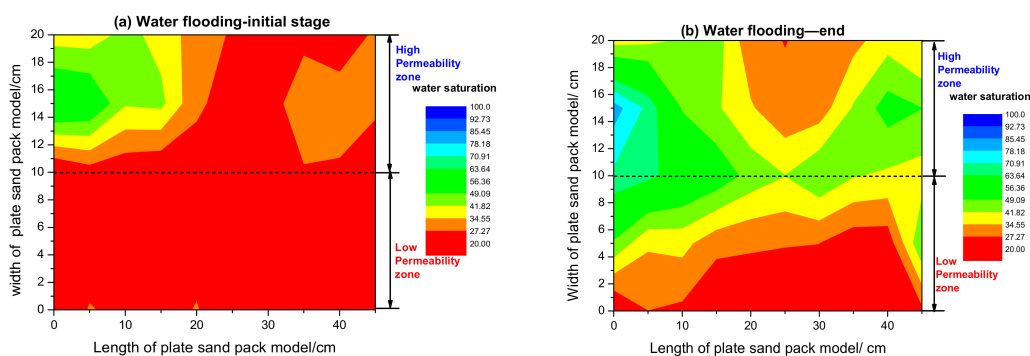 (a) Water flooding-initial stage
20
18
16
14
12
10
8
6
4
2
0
width of plate sand pack model/cm
0
10
20
30
40
Length of plate sand pack model/cm
High
Permeability
zone
water saturation
100.0
92.73
85.45
78.18
70.91
63.64
56.36
49.09
41.82
34.55
27.27
20.00
Low
Permeability
zone
(b) Water flooding—end
20
18
16
14
12
10
8
6
4
2
0
Width of plate sand pack model/ cm
0
10
20
30
40
Length of plate sand pack model/ cm
High
Permeability
zone
water saturation
100.0
92.73
85.45
78.18
70.91
63.64
56.36
49.09
41.82
34.55
27.27
20.00
Low
Permeability
zone